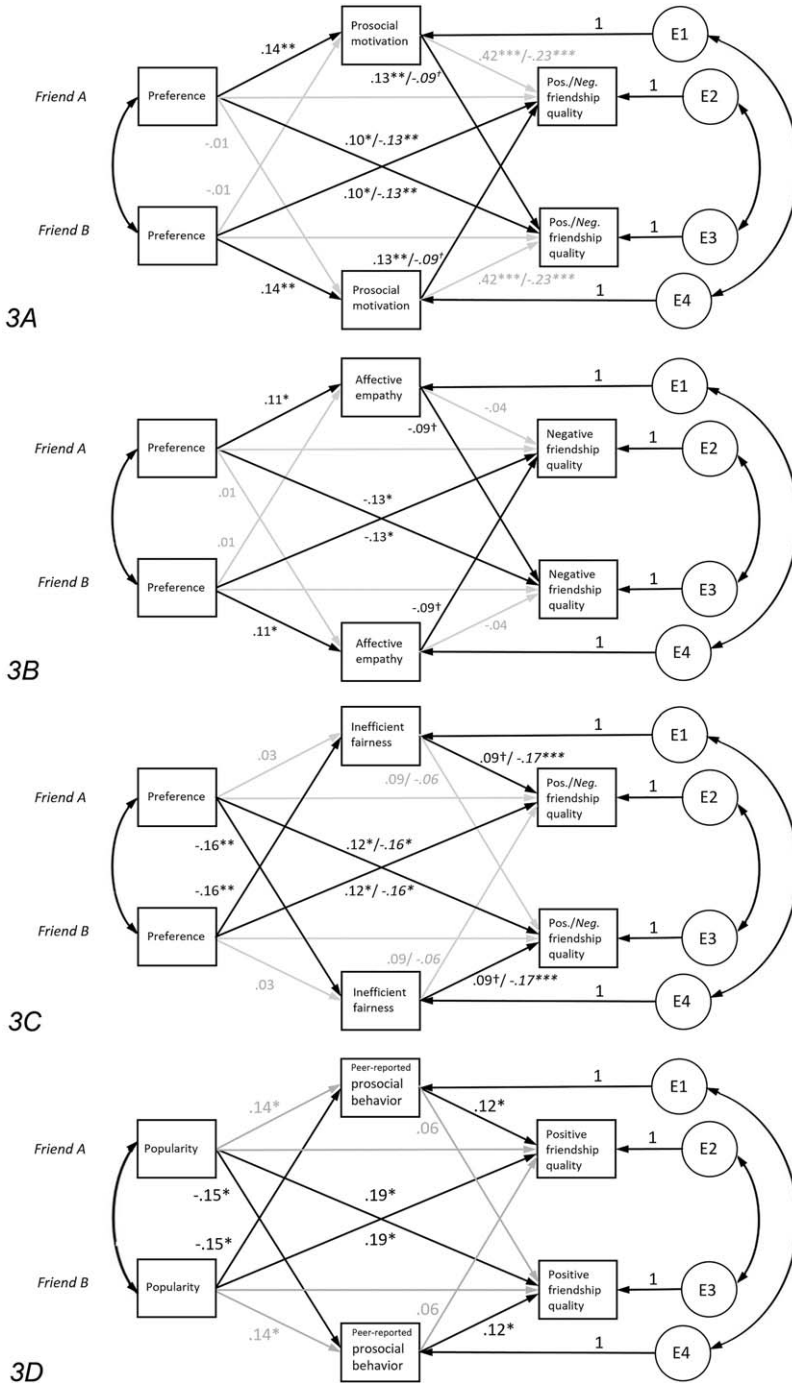 Prosocial
motivation
1
E1
.14**
.42***/-.23***
.13**/-.09†
Friend A
Preference
Pos./Neg.
friendship
quality
1
E2
-.01
.10*/-.13**
-.01
.10*/-.13**
Friend B
Preference
Pos./Neg.
friendship
quality
1
E3
.13**/-.09†
.14**
.42***/-.23***
Prosocial
motivation
1
E4
3A
Affective
empathy
1
E1
.11*
-.04
-.09†
Friend A
Preference
Negative
friendship
quality
1
E2
.01
-.13*
.01
-.13*
Friend B
Preference
Negative
friendship
quality
1
E3
-.09†
.11*
-.04
Affective
empathy
1
E4
3B
Inefficient
fairness
1
E1
.03
.09†/ -.17***
.09/ -.06
Friend A
Preference
Pos./Neg.
friendship
quality
1
E2
-.16**
.12*/-.16*
-.16**
.12*/ -.16*
Friend B
Preference
Pos./Neg.
friendship
quality
1
E3
.09/ -.06
.03
.09†/ -.17***
Inefficient
fairness
1
E4
3C
Peer-reported
prosocial
behavior
1
E1
.14*
.12*
.06
Friend A
Popularity
Positive
friendship
quality
1
E2
-.15*
.19*
-.15*
.19*
Friend B
Popularity
Positive
friendship
quality
1
E3
.06
.14*
.12*
Peer-reported
prosocial
behavior
1
E4
3D